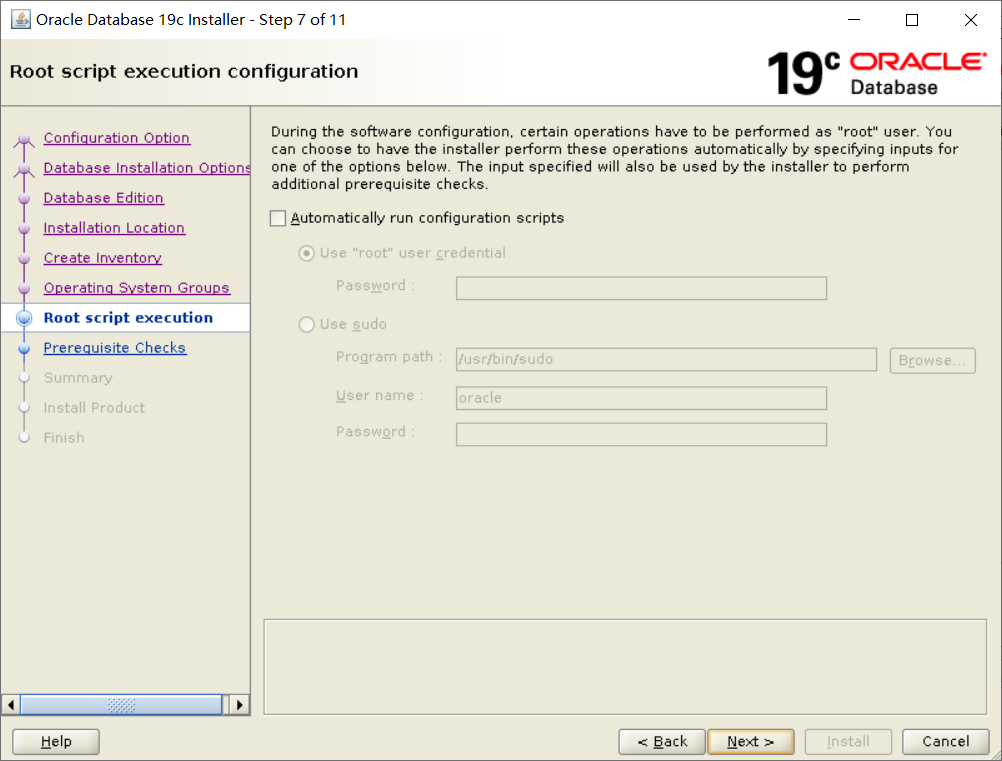 Oracle Database 19c Installer - Step 7 of 11
Root script execution configuration
19c ORACLE
Database
Configuration Option
Database Installation Options
Database Edition
Installation Location
Create Inventory
Operating System Groups
Root script execution
Prerequisite Checks
Summary
Install Product
Finish
During the software configuration, certain operations have to be performed as "root" user. You
can choose to have the installer perform these operations automatically by specifying inputs for
one of the options below. The input specified will also be used by the installer to perform
additional prerequisite checks.
Automatically run configuration scripts
Use "root" user credential
Password :
Use sudo
Program path : /usr/bin/sudo Browse...
User name : oracle
Password :
Help < Back Next > Install Cancel